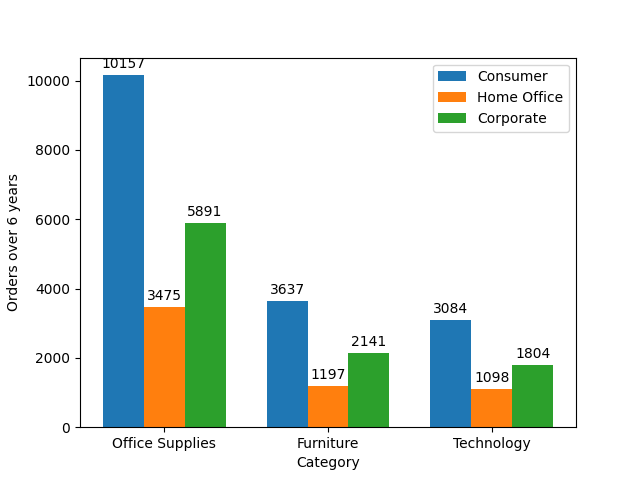 10157
10000
Consumer
Home Office
Corporate
8000
Orders over 6 years
6000
5891
4000
3475
3637
3084
2000
2141
1804
1197
1098
0
Office Supplies
Furniture
Technology
Category